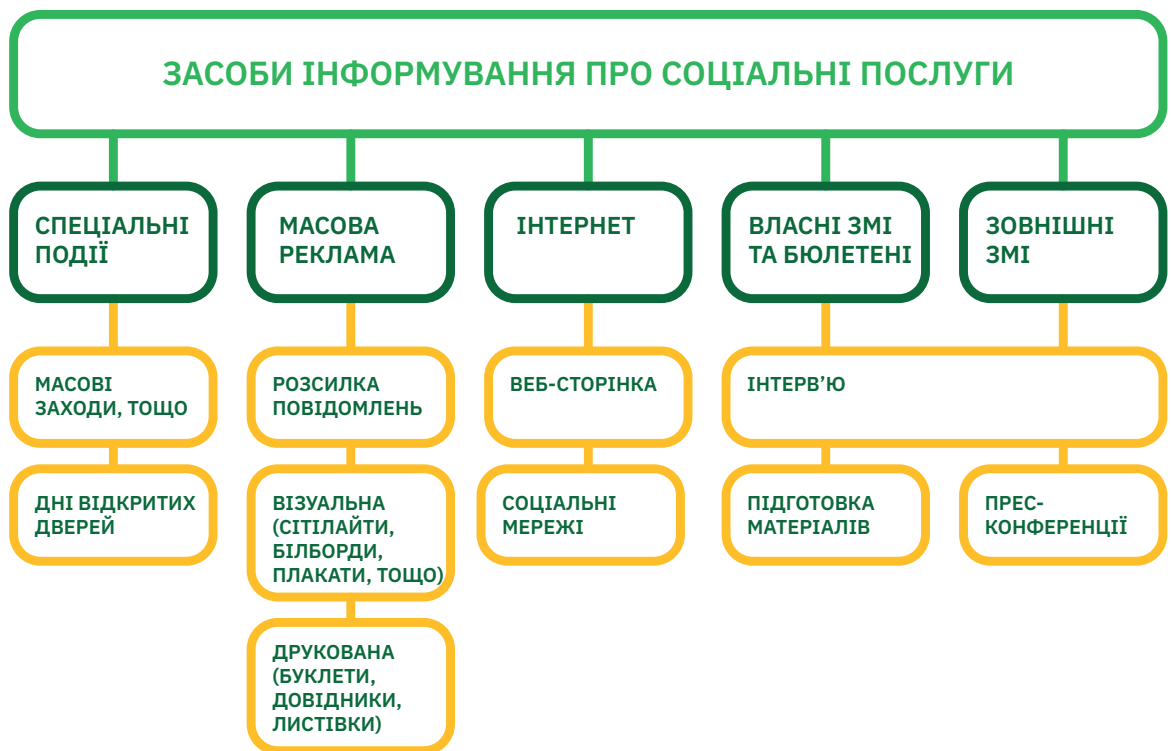 ЗАСОБИ ІНФОРМУВАННЯ ПРО СОЦІАЛЬНІ ПОСЛУГИ
СПЕЦІАЛЬНІ
ПОДІЇ
МАСОВА
РЕКЛАМА
ІНТЕРНЕТ
ВЛАСНІ ЗМІ
ТА БЮЛЕТЕНІ
ЗОВНІШНІ
ЗМІ
МАСОВІ
ЗАХОДИ, ТОЩО
РОЗСИЛКА
ПОВІДОМЛЕНЬ
ВЕБ-СТОРІНКА
ІНТЕРВ’Ю
ДНІ ВІДКРИТИХ
ДВЕРЕЙ
ВІЗУАЛЬНА
(СІТІЛАЙТИ,
БІЛБОРДИ,
ПЛАКАТИ, ТОЩО)
СОЦІАЛЬНІ
МЕРЕЖІ
ПІДГОТОВКА
МАТЕРІАЛІВ
ПРЕС-
КОНФЕРЕНЦІЇ
ДРУКОВАНА
(БУКЛЕТИ,
ДОВІДНИКИ,
ЛИСТІВКИ)